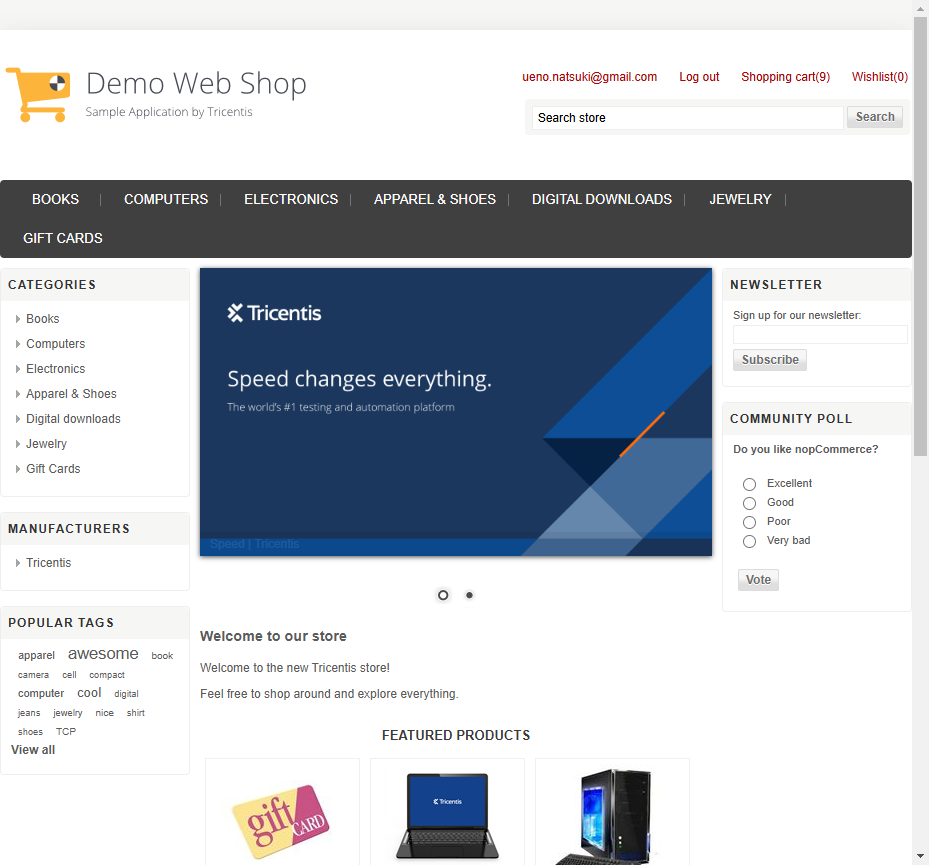 Demo Web Shop
Sample Application by Tricentis
ueno.natsuki@gmail.com Log out Shopping cart(9) Wishlist(0)
Search store Search
BOOKS COMPUTERS ELECTRONICS APPAREL & SHOES DIGITAL DOWNLOADS JEWELRY
GIFT CARDS
CATEGORIES
Books
Computers
Electronics
Apparel & Shoes
Digital downloads
Jewelry
Gift Cards
MANUFACTURERS
Tricentis
POPULAR TAGS
apparel awesome book
camera cell compact
computer cool digital
jeans jewelry nice shirt
shoes TCP
View all
Tricentis
Speed changes everything.
The world's #1 testing and automation platform
Speed | Tricentis
Welcome to our store
Welcome to the new Tricentis store!
Feel free to shop around and explore everything.
FEATURED PRODUCTS
gift CARD
Tricentis
NEWSLETTER
Sign up for our newsletter:
Subscribe
COMMUNITY POLL
Do you like nopCommerce?
Excellent
Good
Poor
Very bad
Vote